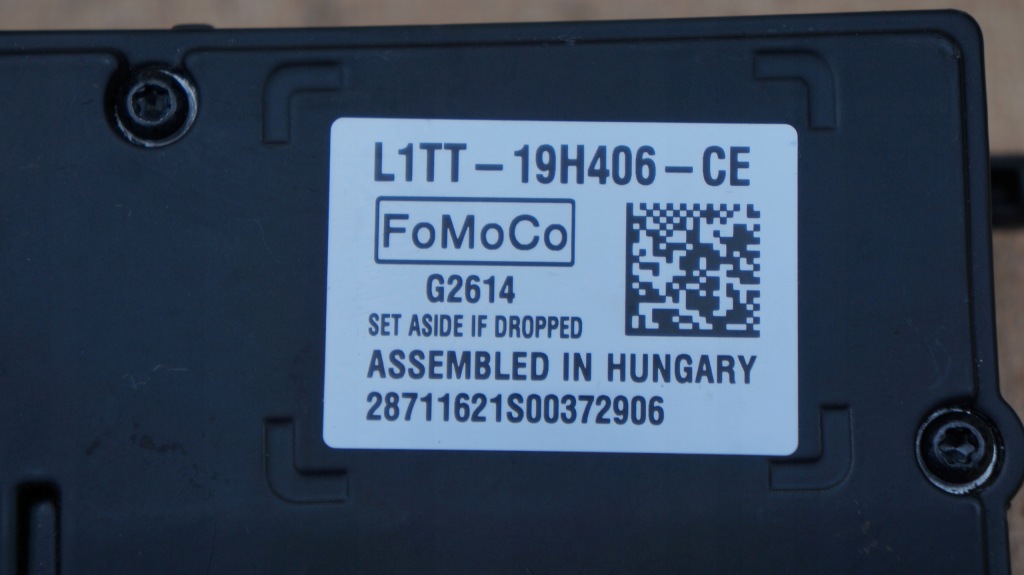 L1TT-19H406-CE
FoMoCo
G2614
SET ASIDE IF DROPPED
ASSEMBLED IN HUNGARY
28711621S00372906